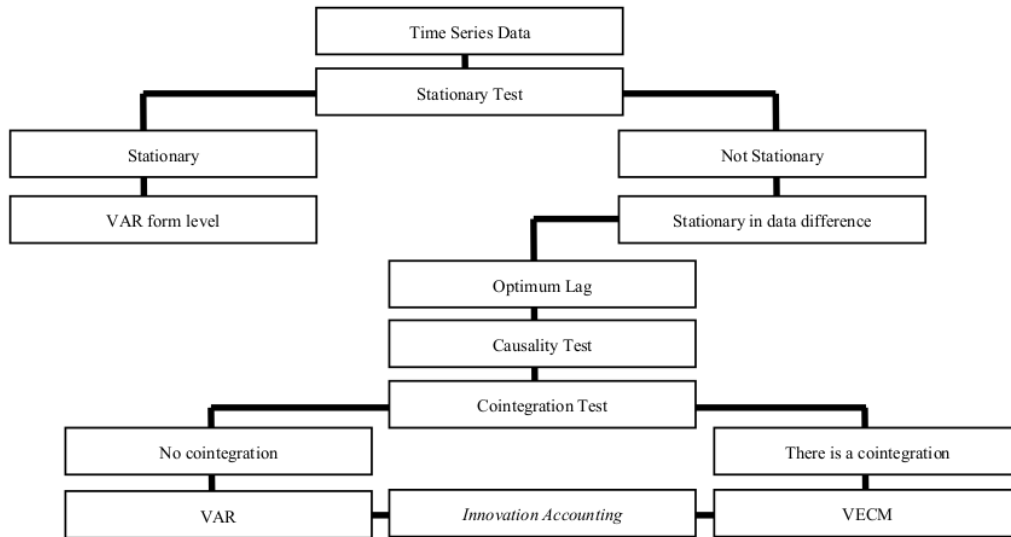 Time Series Data
Stationary Test
Stationary
Not Stationary
VAR form level
Stationary in data difference
Optimum Lag
Causality Test
Cointegration Test
No cointegration
There is a cointegration
VAR
Innovation Accounting
VECM